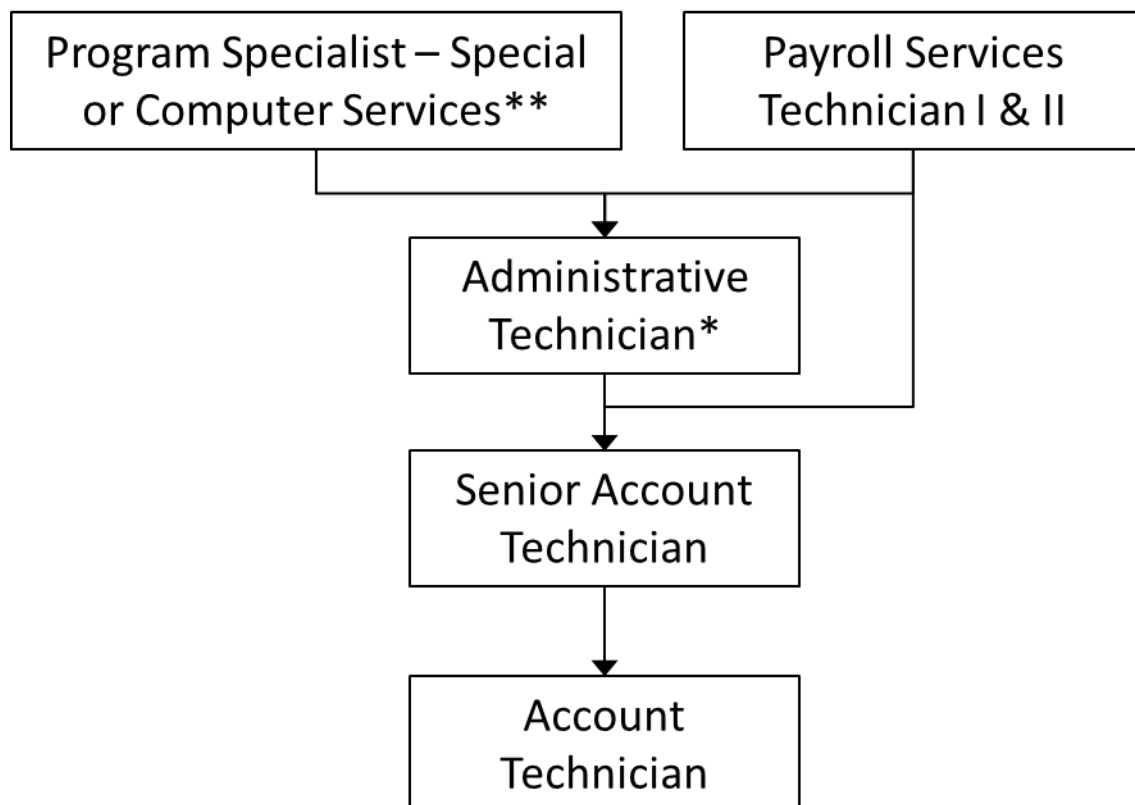 Program Specialist – Special
or Computer Services**
Payroll Services
Technician I & II
Administrative
Technician*
Senior Account
Technician
Account
Technician